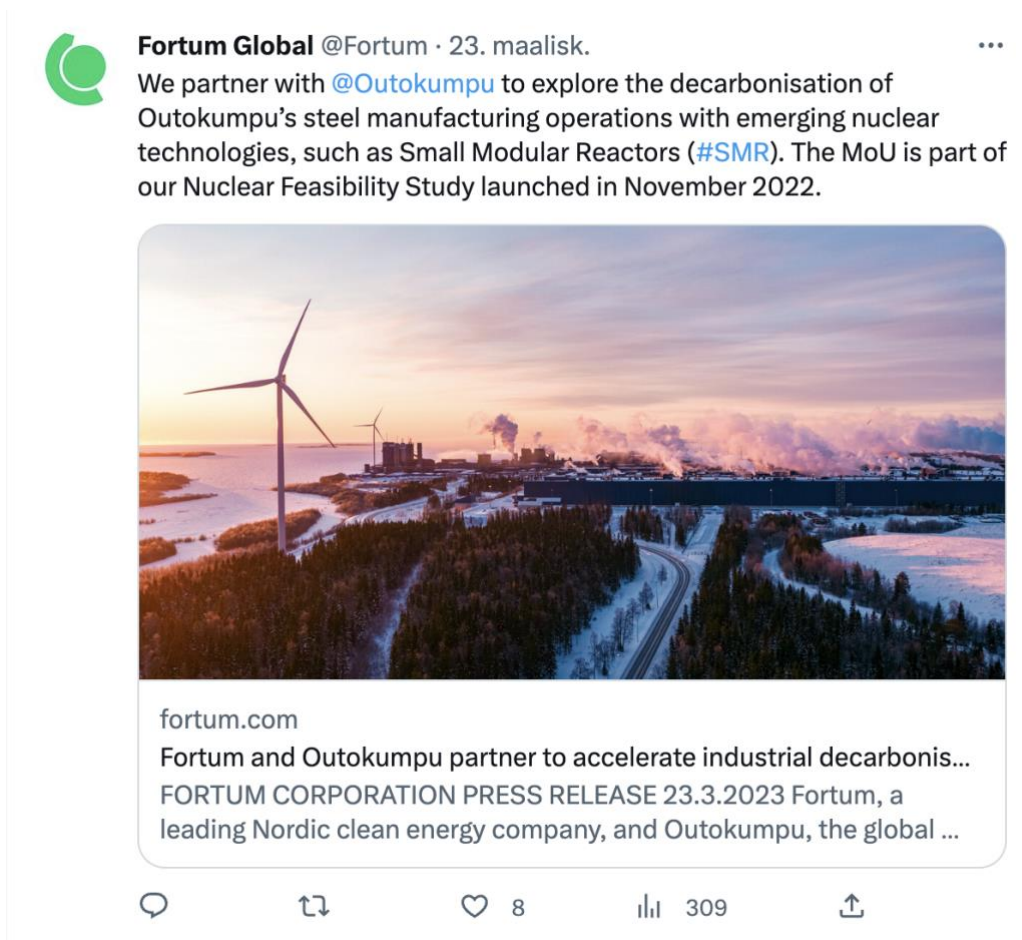 Fortum Global @Fortum · 23. maalisk.
We partner with @Outokumpu to explore the decarbonisation of
Outokumpu’s steel manufacturing operations with emerging nuclear
technologies, such as Small Modular Reactors (#SMR). The MoU is part of
our Nuclear Feasibility Study launched in November 2022.
fortum.com
Fortum and Outokumpu partner to accelerate industrial decarbonis...
FORTUM CORPORATION PRESS RELEASE 23.3.2023 Fortum, a
leading Nordic clean energy company, and Outokumpu, the global ...
8 309